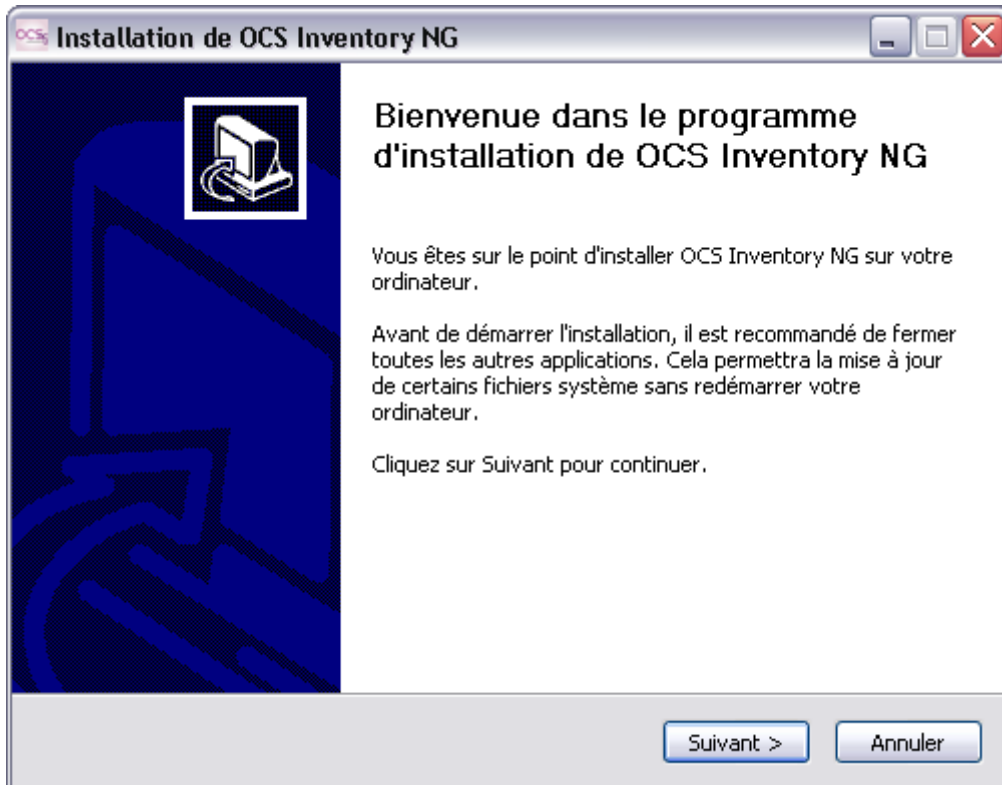 OCS
Installation de OCS Inventory NG
Bienvenue dans le programme
d'installation de OCS Inventory NG
Vous êtes sur le point d'installer OCS Inventory NG sur votre
ordinateur.
Avant de démarrer l'installation, il est recommandé de fermer
toutes les autres applications. Cela permettra la mise à jour
de certains fichiers système sans redémarrer votre
ordinateur.
Cliquez sur Suivant pour continuer.
Suivant >
Annuler